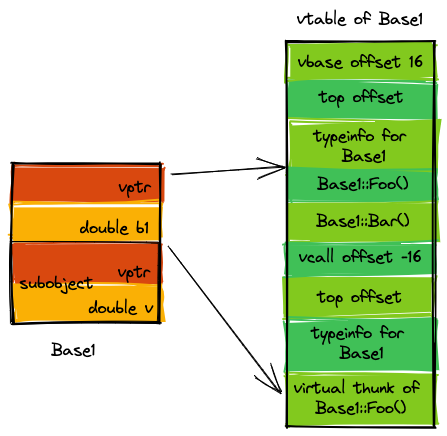 vtable of Base1
vbase offset 16
top offset
typeinfo for
Base1
Base1::Foo()
Base1::Bar()
vcall offset -16
top offset
typeinfo for
Base1
virtual thunk of
Base1::Foo()
vptr
double b1
vptr
subobject
double v
Base1